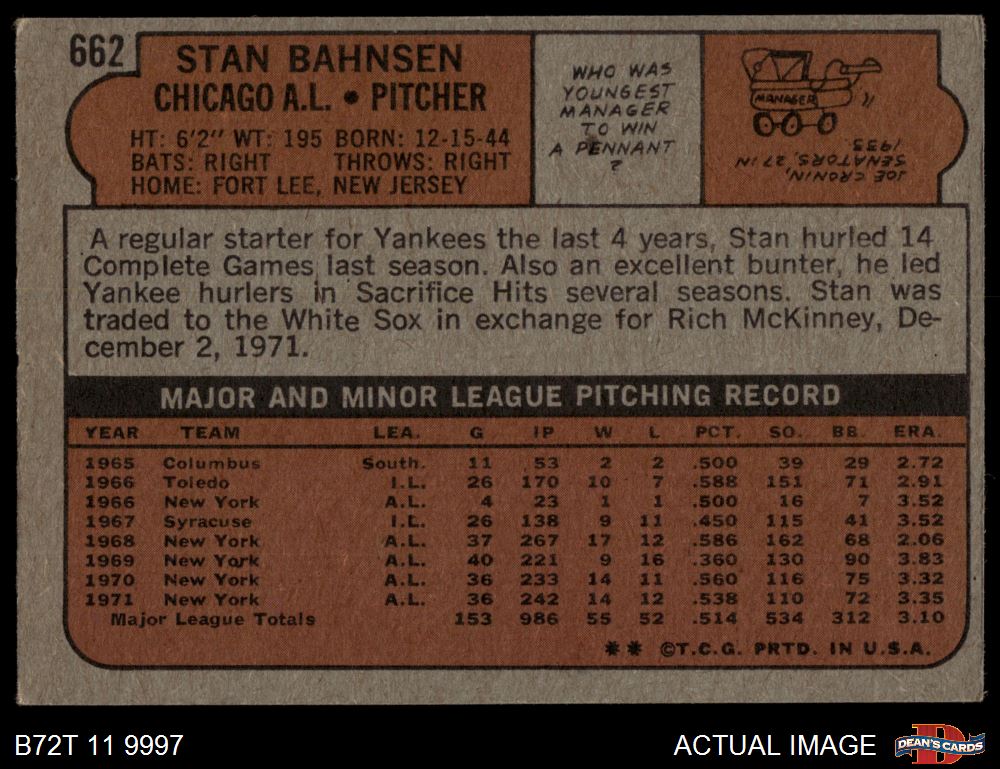 662
STAN BAHNSEN
CHICAGO A.L. • PITCHER
HT: 6'2" WT: 195 BORN: 12-15-44
BATS: RIGHT THROWS: RIGHT
HOME: FORT LEE, NEW JERSEY
WHO WAS
YOUNGEST
MANAGER
TO WIN
A PENNANT
?
MANAGER
JOE CRONIN,
SENATORS, 27, IN
1933
A regular starter for Yankees the last 4 years, Stan hurled 14
Complete Games last season. Also an excellent bunter, he led
Yankee hurlers in Sacrifice Hits several seasons. Stan was
traded to the White Sox in exchange for Rich McKinney, De-
cember 2, 1971.
MAJOR AND MINOR LEAGUE PITCHING RECORD
YEAR TEAM LEA. G IP W L PCT. SO. BB. ERA.
1965 Columbus South. 11 53 2 2 .500 39 29 2.72
1966 Toledo I.L. 26 170 10 7 .588 151 71 2.91
1966 New York A.L. 4 23 1 1 .500 16 7 3.52
1967 Syracuse I.L. 26 138 9 11 .450 115 41 3.52
1968 New York A.L. 37 267 17 12 .586 162 68 2.06
1969 New York A.L. 40 221 9 16 .360 130 90 3.83
1970 New York A.L. 36 233 14 11 .560 116 75 3.32
1971 New York A.L. 36 242 14 12 .538 110 72 3.35
Major League Totals 153 986 55 52 .514 534 312 3.10
** ©T.C.G. PRTD. IN U.S.A.
B72T 11 9997
ACTUAL IMAGE
D
DEAN'S CARDS